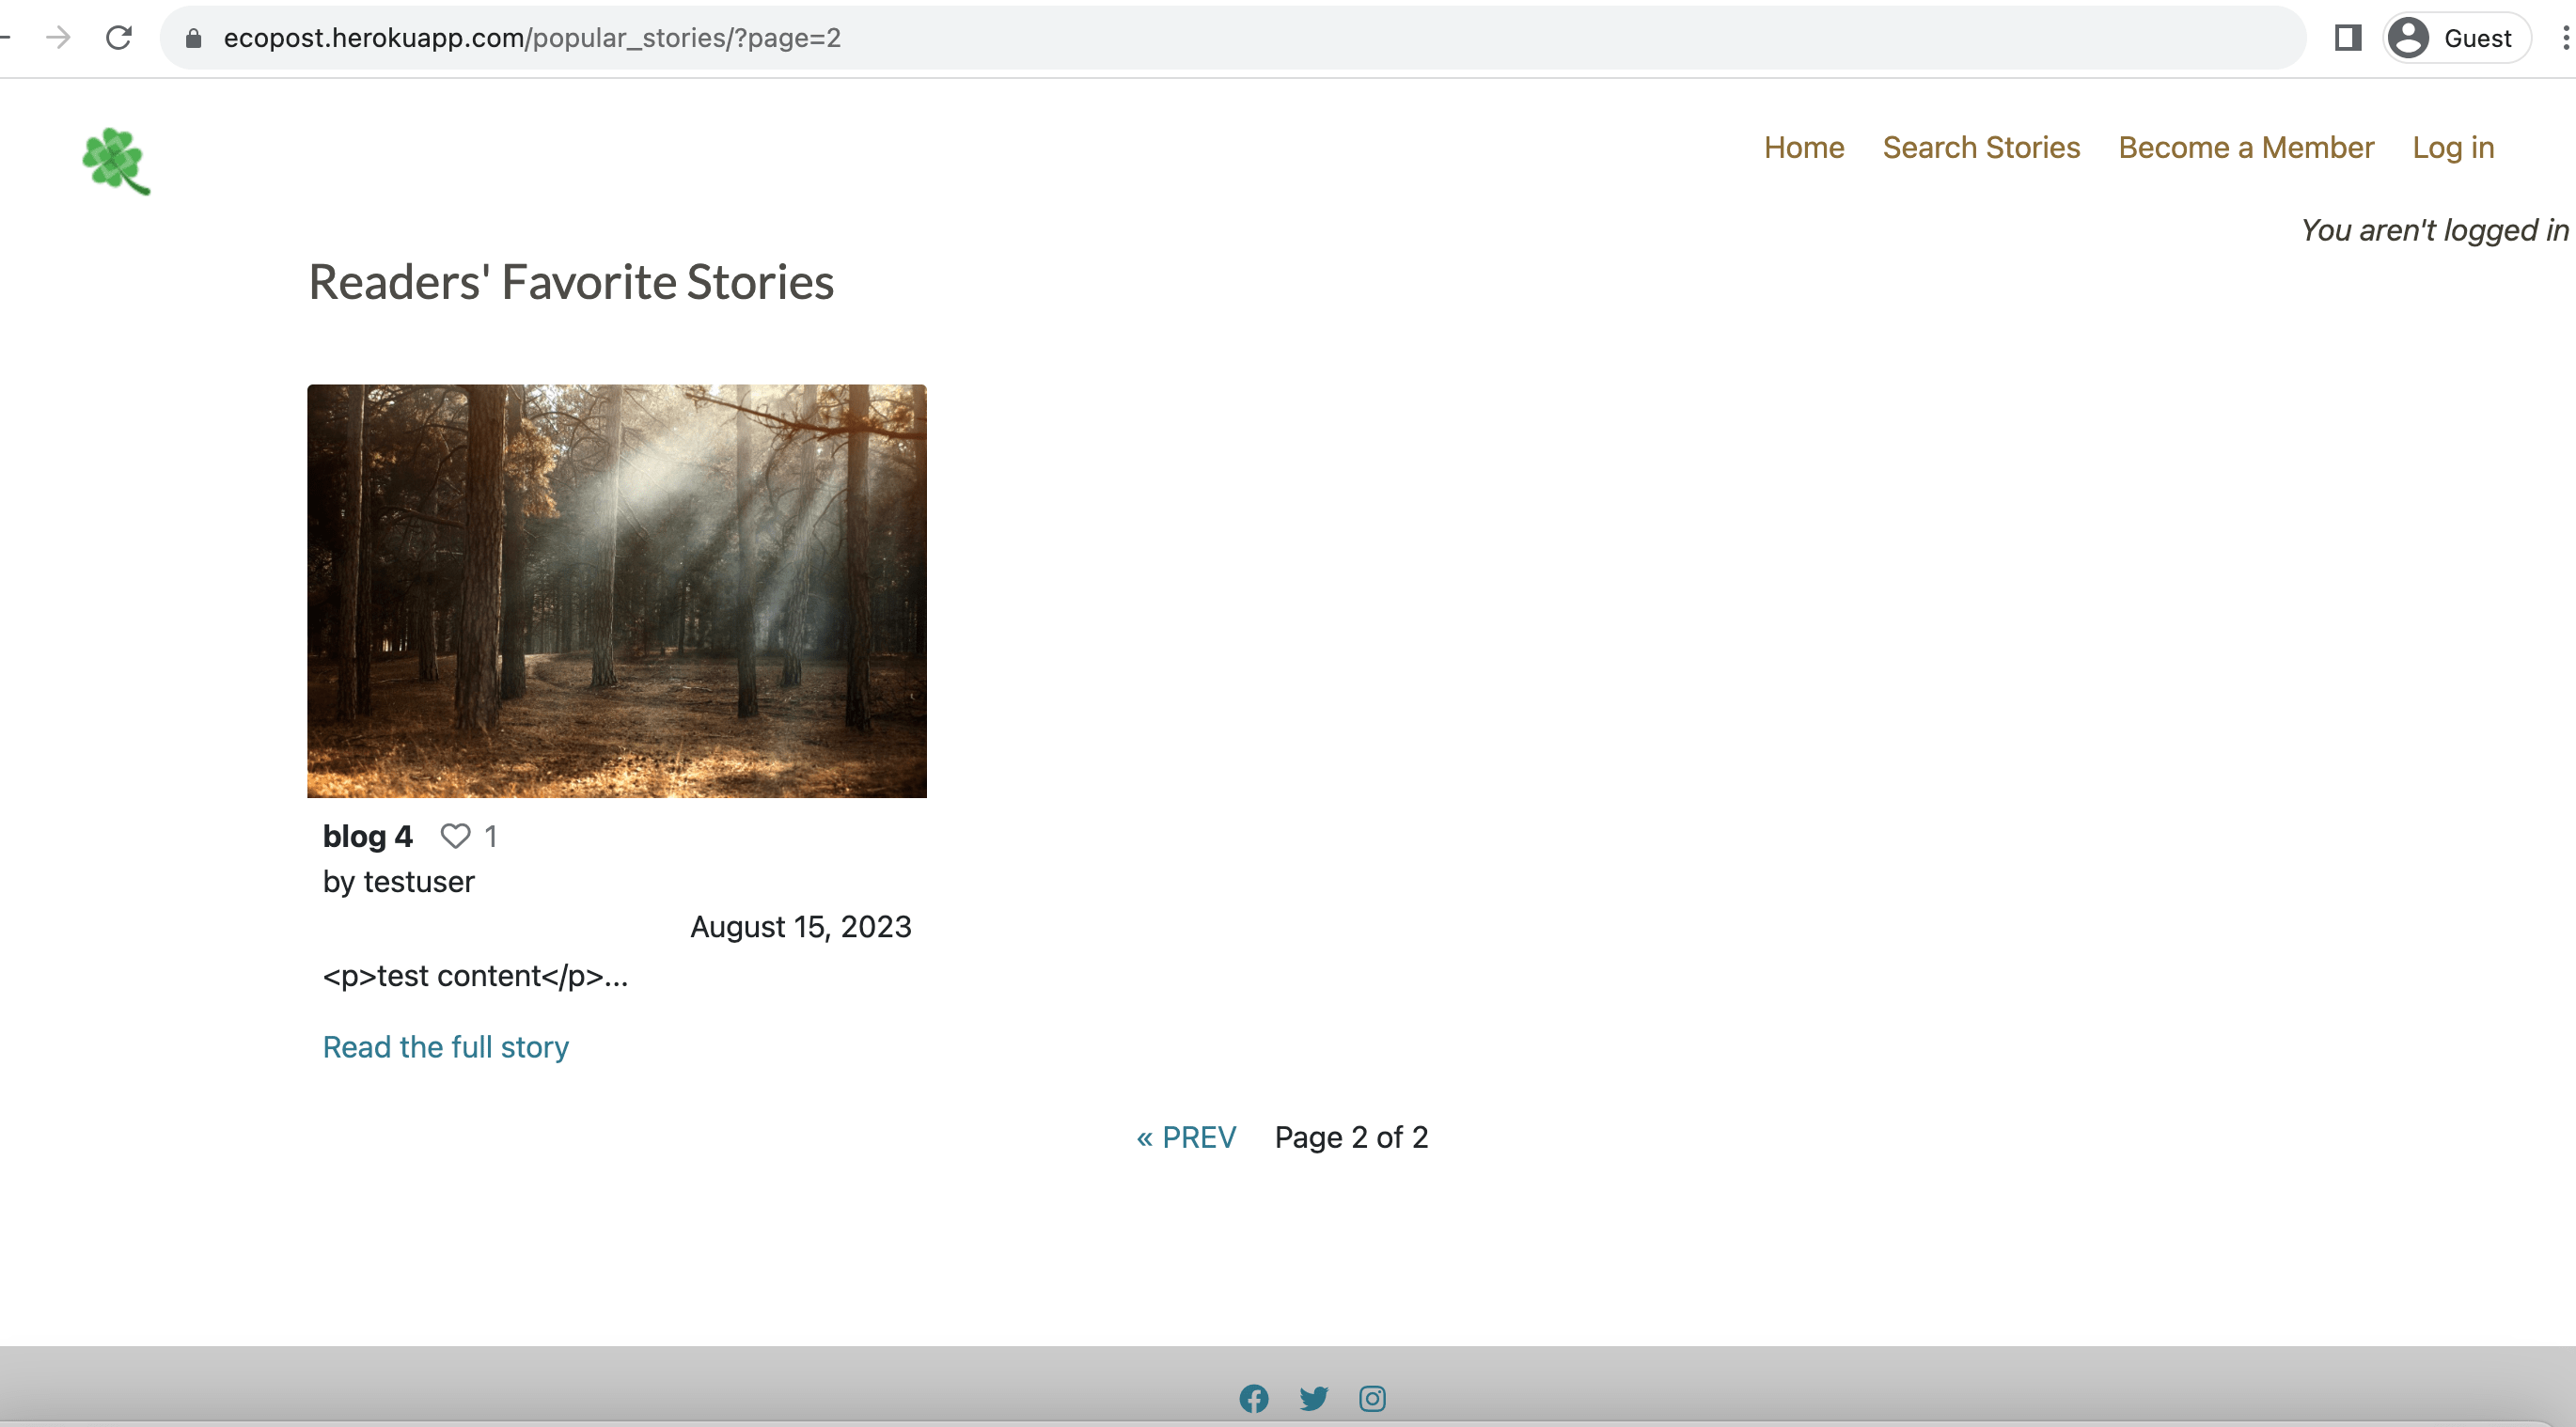 ecopost.herokuapp.com/popular_stories/?page=2
Guest
Home Search Stories Become a Member Log in
You aren't logged in
Readers' Favorite Stories
blog 4 1
by testuser
August 15, 2023
<p>test content</p>...
Read the full story
« PREV Page 2 of 2